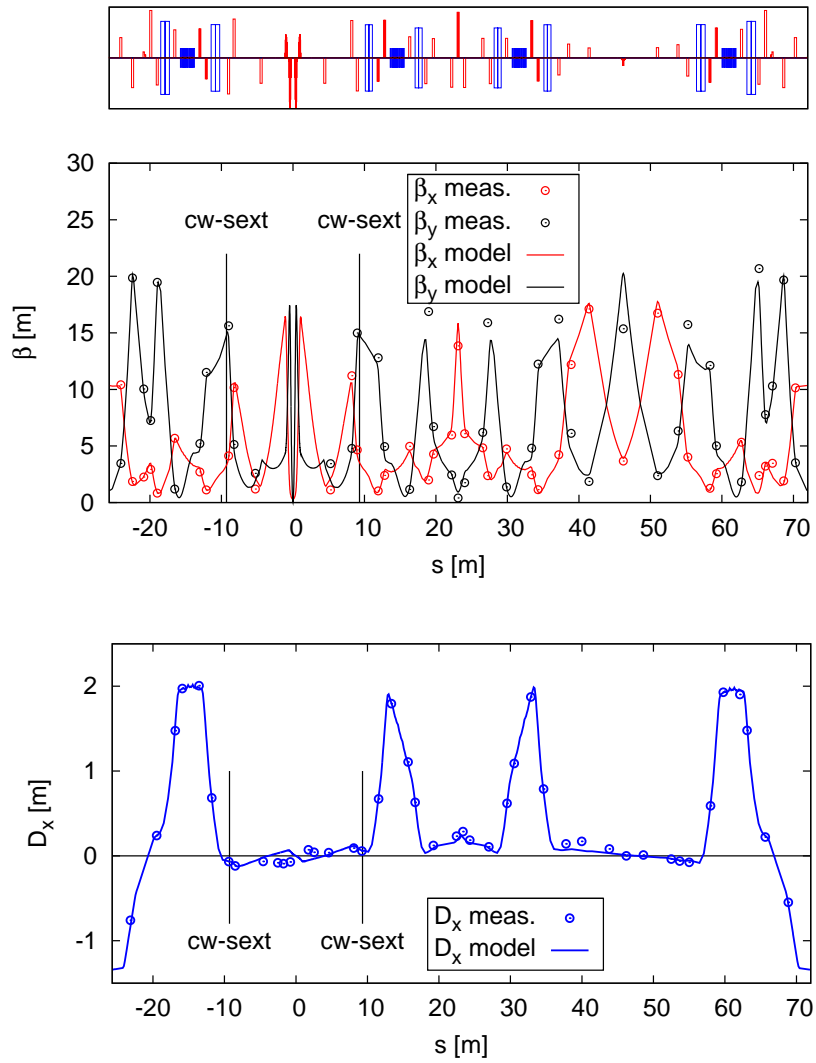 30
25
20
15
10
5
0
β [m]
cw-sext
cw-sext
βx meas.
βy meas.
βx model
βy model
-20 -10 0 10 20 30 40 50 60 70
s [m]
2
1
0
-1
Dx [m]
cw-sext
cw-sext
Dx meas.
Dx model
-20 -10 0 10 20 30 40 50 60 70
s [m]